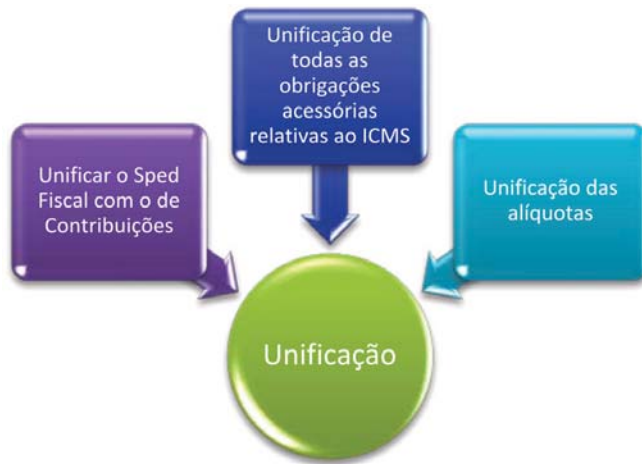 Unificação de
todas as
obrigações
acessórias
relativas ao ICMS
Unificar o Sped
Fiscal com o de
Contribuições
Unificação das
alíquotas
Unificação